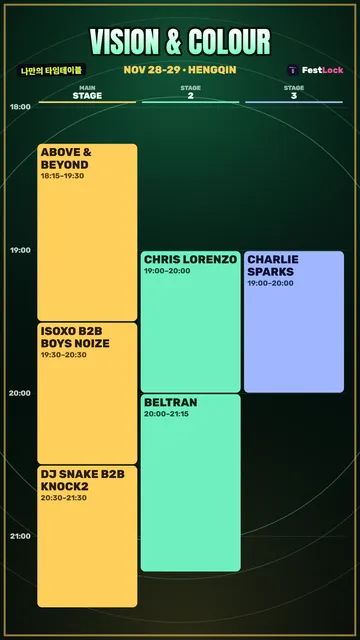 VISION & COLOUR
나만의 타임테이블
NOV 28-29 • HENGQIN
FestLock
MAIN
STAGE
STAGE
2
STAGE
3
18:00
ABOVE &
BEYOND
18:15–19:30
19:00
CHRIS LORENZO
19:00–20:00
CHARLIE
SPARKS
19:00–20:00
ISOXO B2B
BOYS NOIZE
19:30–20:30
20:00
BELTRAN
20:00–21:15
DJ SNAKE B2B
KNOCK2
20:30–21:30
21:00